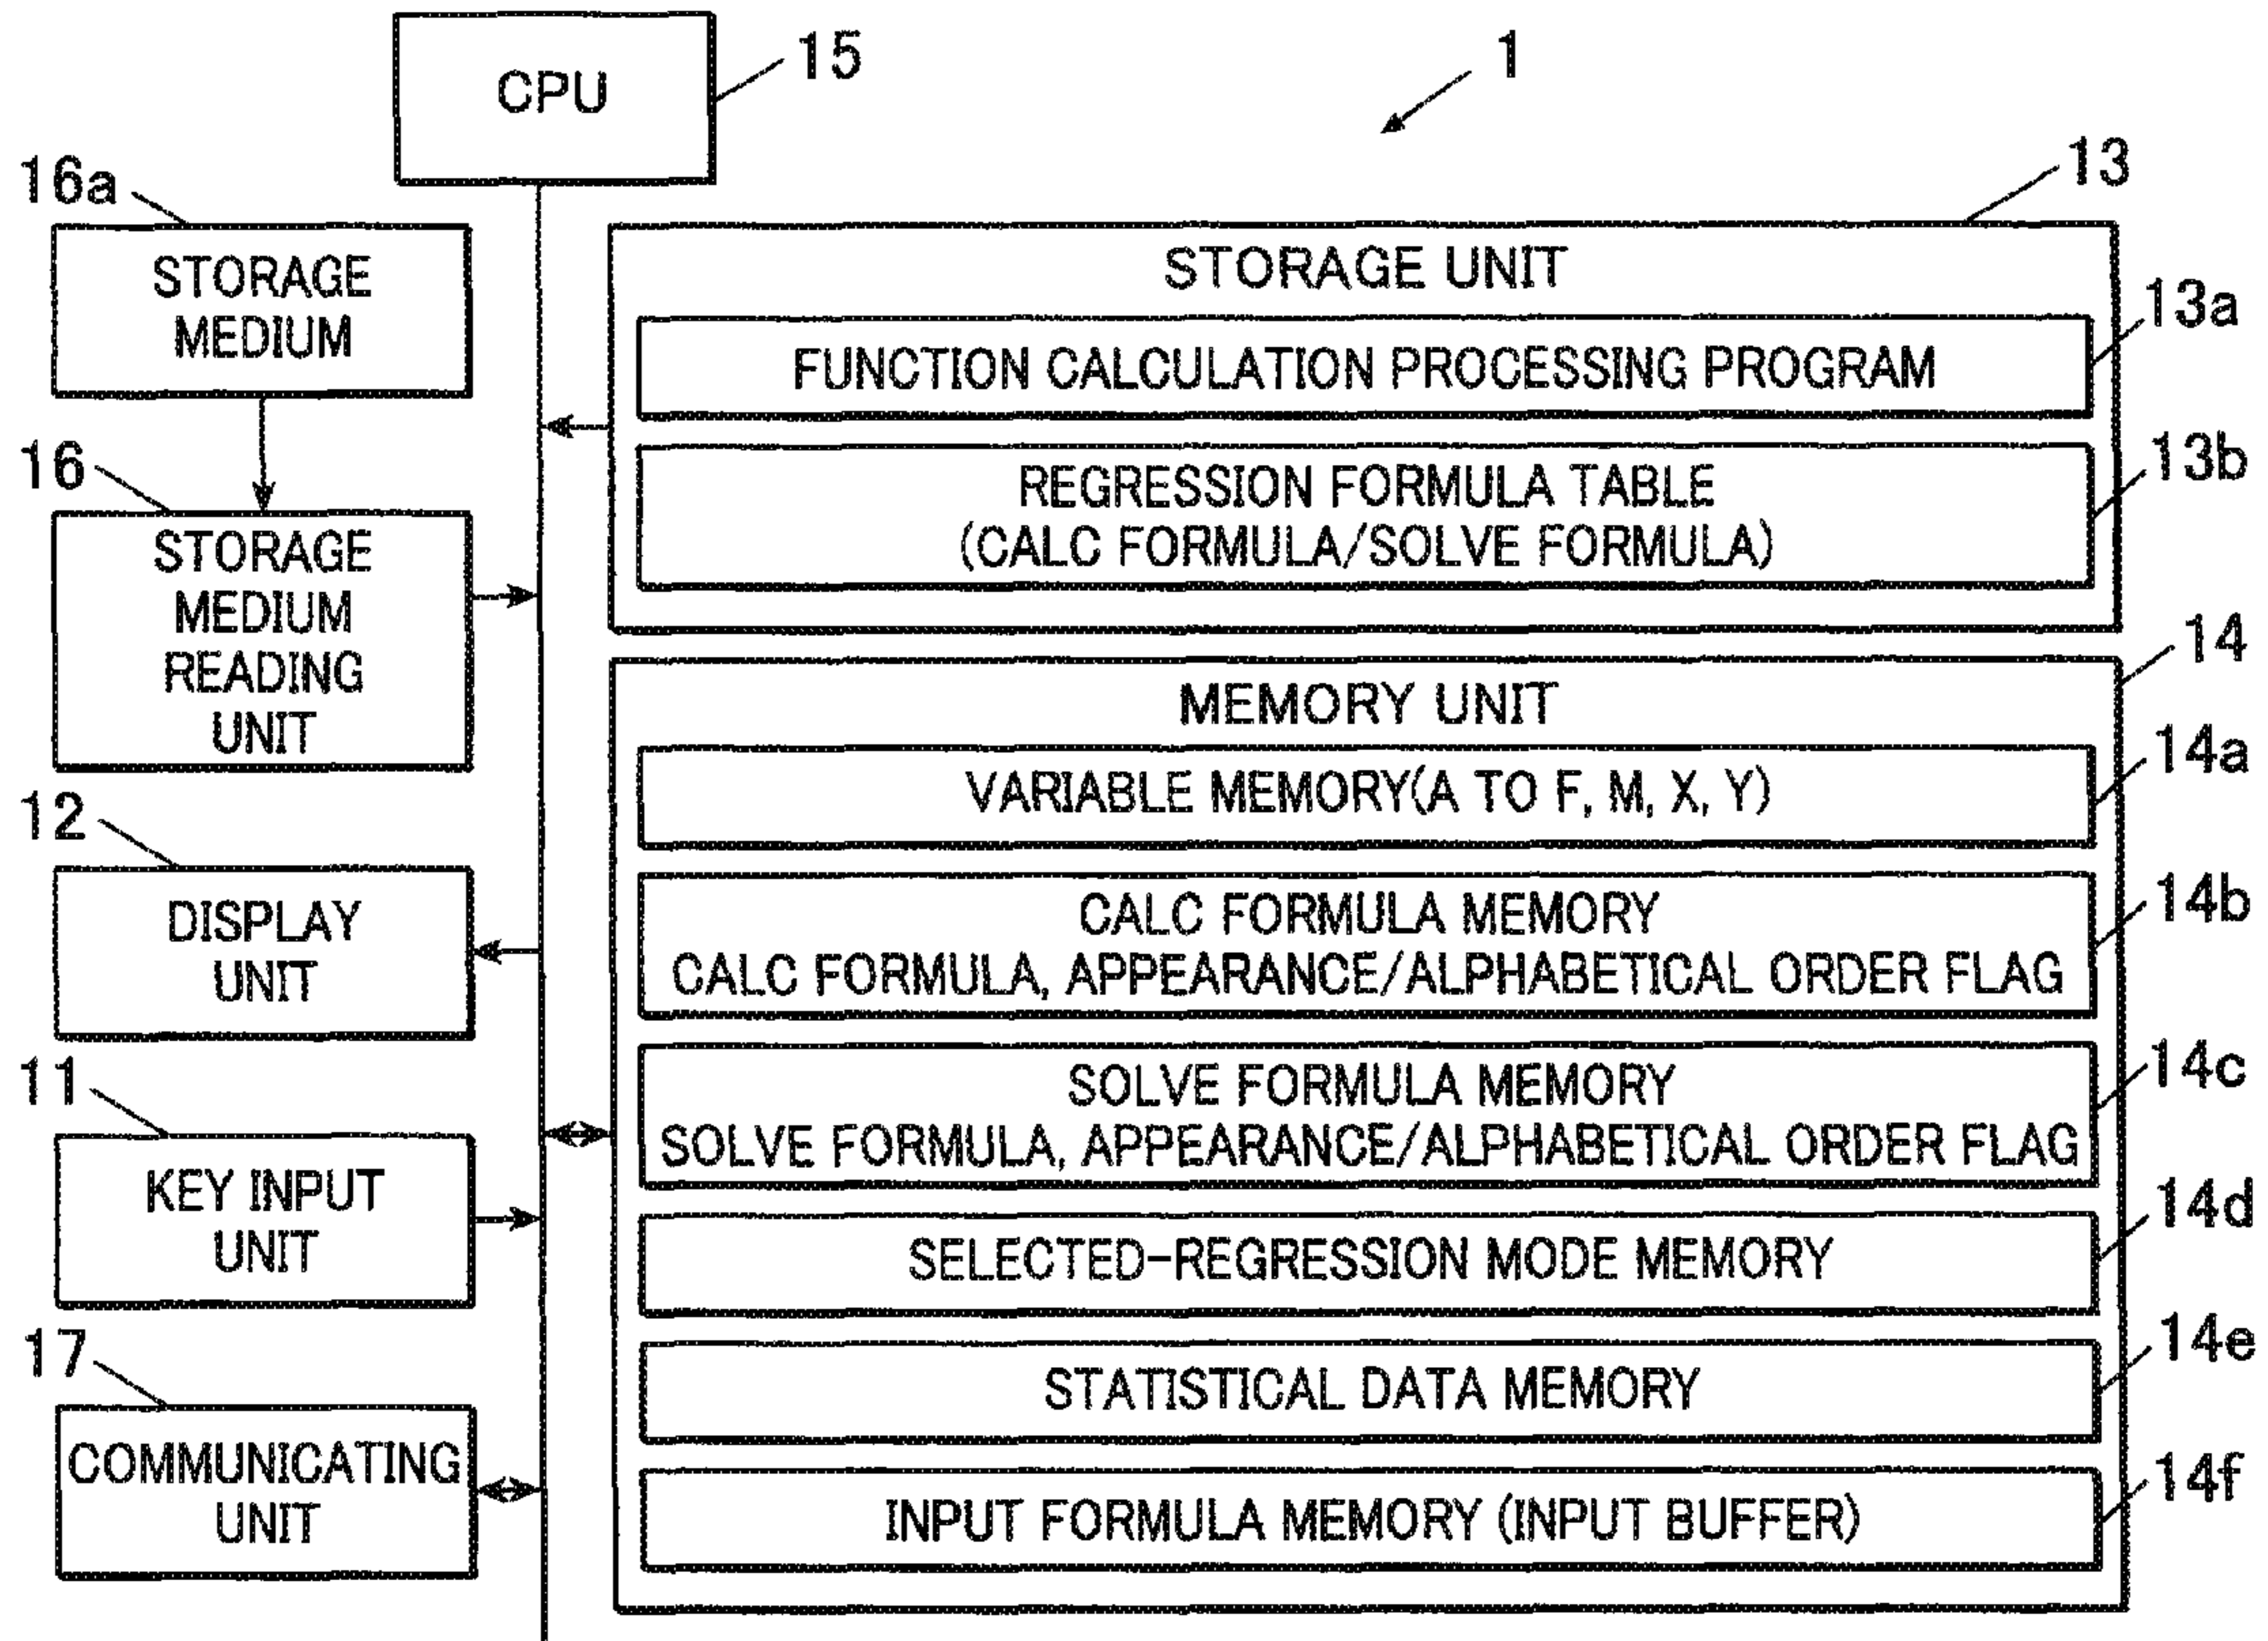 CPU
15
1
16a
STORAGE
MEDIUM
16
STORAGE
MEDIUM
READING
UNIT
12
DISPLAY
UNIT
11
KEY INPUT
UNIT
17
COMMUNICATING
UNIT
13
STORAGE UNIT
13a
FUNCTION CALCULATION PROCESSING PROGRAM
13b
REGRESSION FORMULA TABLE
(CALC FORMULA/SOLVE FORMULA)
14
MEMORY UNIT
14a
VARIABLE MEMORY(A TO F, M, X, Y)
14b
CALC FORMULA MEMORY
CALC FORMULA, APPEARANCE/ALPHABETICAL ORDER FLAG
14c
SOLVE FORMULA MEMORY
SOLVE FORMULA, APPEARANCE/ALPHABETICAL ORDER FLAG
14d
SELECTED-REGRESSION MODE MEMORY
14e
STATISTICAL DATA MEMORY
14f
INPUT FORMULA MEMORY (INPUT BUFFER)